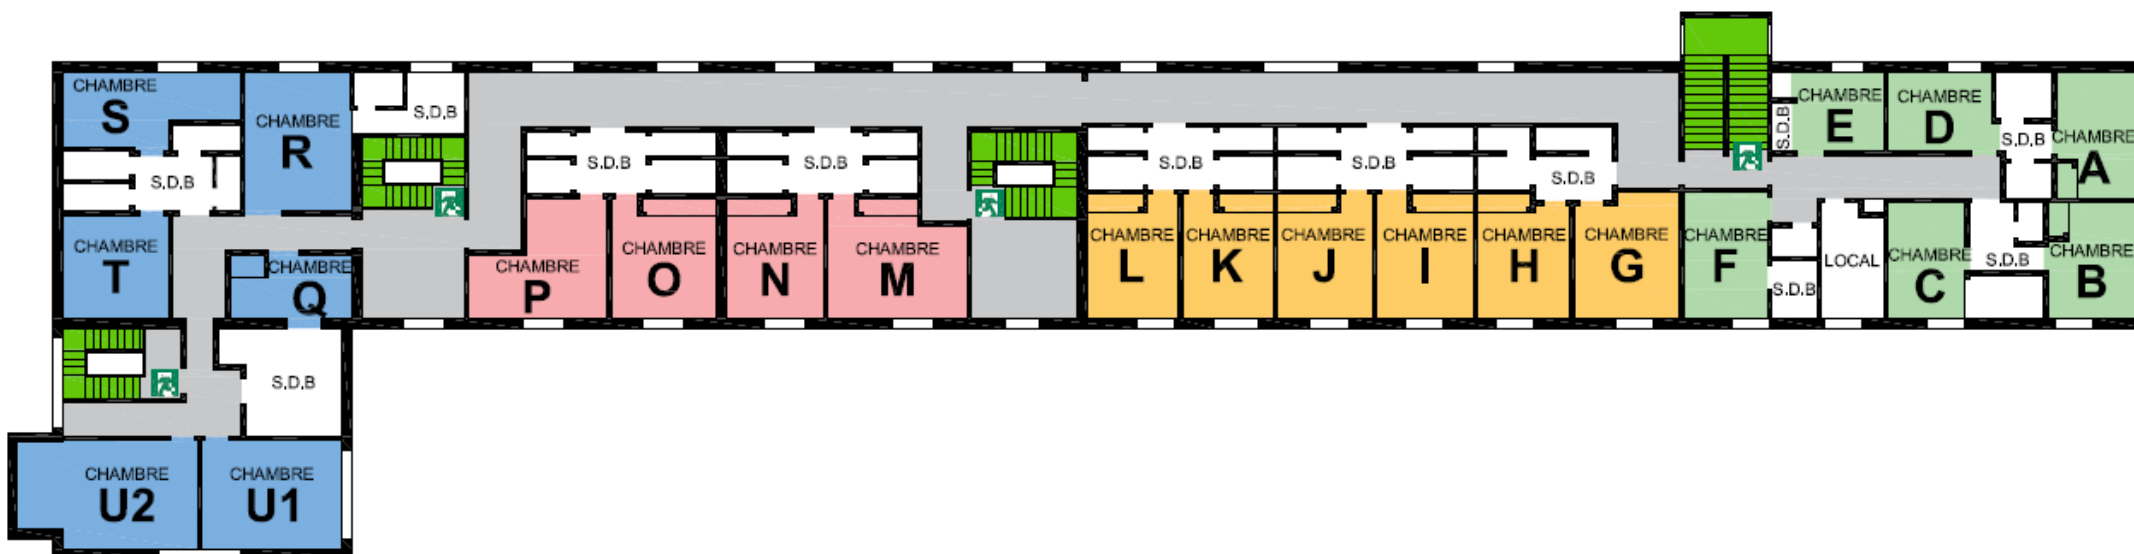 CHAMBRE
S
CHAMBRE
R
S.D.B
S.D.B
CHAMBRE
T
CHAMBRE
Q
S.D.B
CHAMBRE
U2
CHAMBRE
U1
S.D.B
S.D.B
CHAMBRE
P
CHAMBRE
O
CHAMBRE
N
CHAMBRE
M
S.D.B
S.D.B
S.D.B
CHAMBRE
L
CHAMBRE
K
CHAMBRE
J
CHAMBRE
I
CHAMBRE
H
CHAMBRE
G
S.D.B
CHAMBRE
E
CHAMBRE
D
S.D.B
CHAMBRE
A
CHAMBRE
F
S.D.B
LOCAL
CHAMBRE
C
S.D.B
CHAMBRE
B